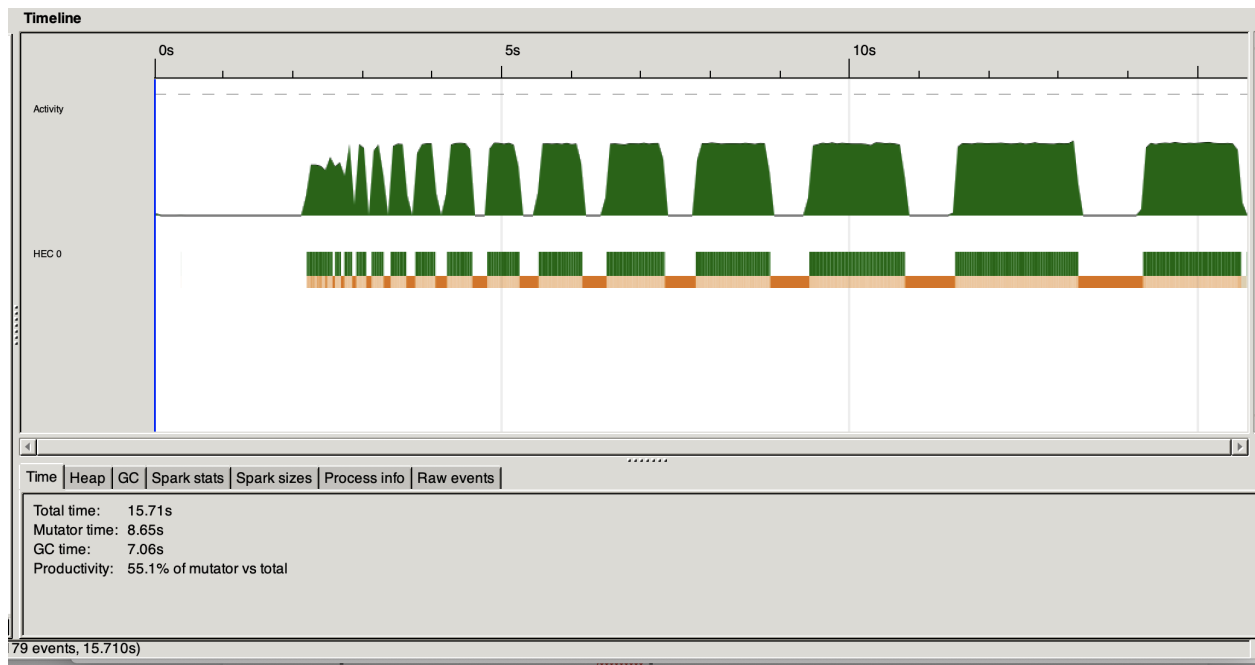 Timeline
0s 5s 10s
Activity
HEC 0
Time Heap GC Spark stats Spark sizes Process info Raw events
Total time: 15.71s
Mutator time: 8.65s
GC time: 7.06s
Productivity: 55.1% of mutator vs total
79 events, 15.710s)